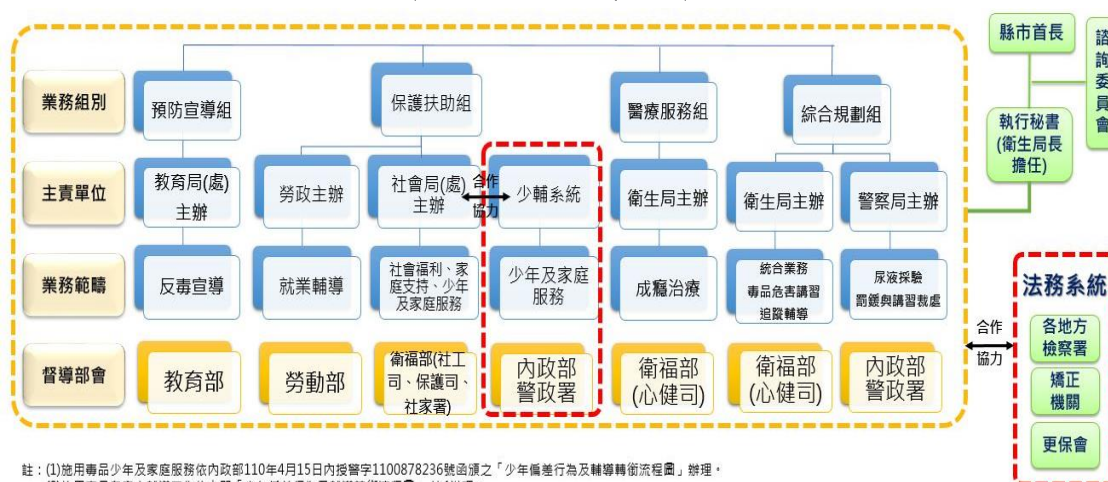 業務組別
預防宣導組
保護扶助組
醫療服務組
綜合規劃組
主責單位
教育局(處)
主辦
勞政主辦
社會局(處)
主辦
合作
協力
少輔系統
衛生局主辦
衛生局主辦
警察局主辦
業務範疇
反毒宣導
就業輔導
社會福利、家
庭支持、少年
及家庭服務
少年及家庭
服務
成癮治療
統合業務
毒品危害講習
追蹤輔導
尿液採驗
罰鍰與講習裁處
督導部會
教育部
勞動部
衛福部(社工
司、保護司、
社家署)
內政部
警政署
衛福部
(心健司)
衛福部
(心健司)
內政部
警政署
縣市首長
諮
詢
委
員
會
執行秘書
(衛生局長
擔任)
合作
協力
法務系統
各地方
檢察署
矯正
機關
更保會
註：(1)施用毒品少年及家庭服務依內政部110年4月15日內授警字1100878236號函頒之「少年偏差行為及輔導轉銜流程圖」辦理。